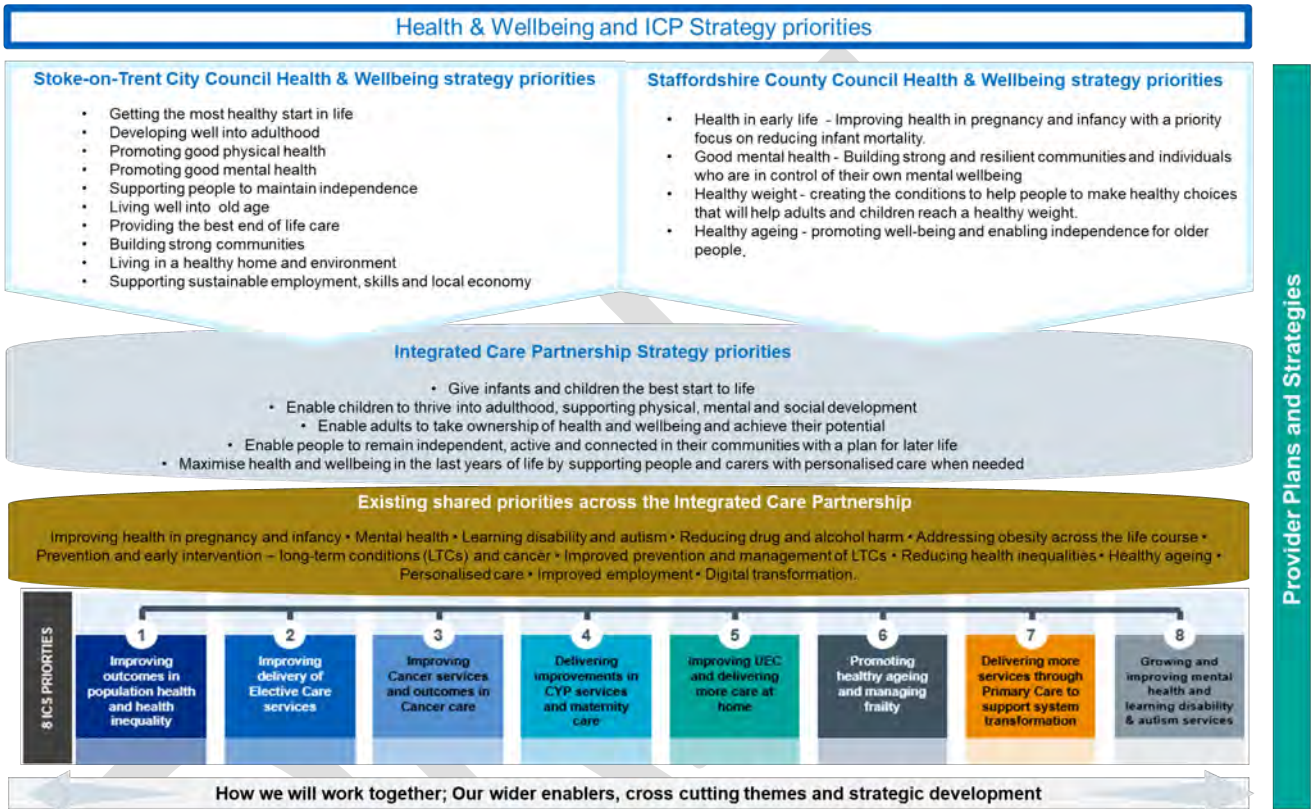 Health & Wellbeing and ICP Strategy priorities
Stoke-on-Trent City Council Health & Wellbeing strategy priorities
• Getting the most healthy start in life
• Developing well into adulthood
• Promoting good physical health
• Promoting good mental health
• Supporting people to maintain independence
• Living well into old age
• Providing the best end of life care
• Building strong communities
• Living in a healthy home and environment
• Supporting sustainable employment, skills and local economy
Staffordshire County Council Health & Wellbeing strategy priorities
• Health in early life - Improving health in pregnancy and infancy with a priority
focus on reducing infant mortality.
• Good mental health - Building strong and resilient communities and individuals
who are in control of their own mental wellbeing
• Healthy weight - creating the conditions to help people to make healthy choices
that will help adults and children reach a healthy weight.
• Healthy ageing - promoting well-being and enabling independence for older
people.
Integrated Care Partnership Strategy priorities
• Give infants and children the best start to life
• Enable children to thrive into adulthood, supporting physical, mental and social development
• Enable adults to take ownership of health and wellbeing and achieve their potential
• Enable people to remain independent, active and connected in their communities with a plan for later life
• Maximise health and wellbeing in the last years of life by supporting people and carers with personalised care when needed
Existing shared priorities across the Integrated Care Partnership
Improving health in pregnancy and infancy • Mental health • Learning disability and autism • Reducing drug and alcohol harm • Addressing obesity across the life course •
Prevention and early intervention – long-term conditions (LTCs) and cancer • Improved prevention and management of LTCs • Reducing health inequalities • Healthy ageing •
Personalised care • Improved employment • Digital transformation.
8 ICS PRIORITIES
1
Improving
outcomes in
population health
and health
inequality
2
Improving
delivery of
Elective Care
services
3
Improving
Cancer services
and outcomes in
Cancer care
4
Delivering
improvements in
CYP services
and maternity
care
5
Improving UEC
and delivering
more care at
home
6
Promoting
healthy ageing
and managing
frailty
7
Delivering more
services through
Primary Care to
support system
transformation
8
Growing and
improving mental
health and
learning disability
& autism services
How we will work together; Our wider enablers, cross cutting themes and strategic development
Provider Plans and Strategies